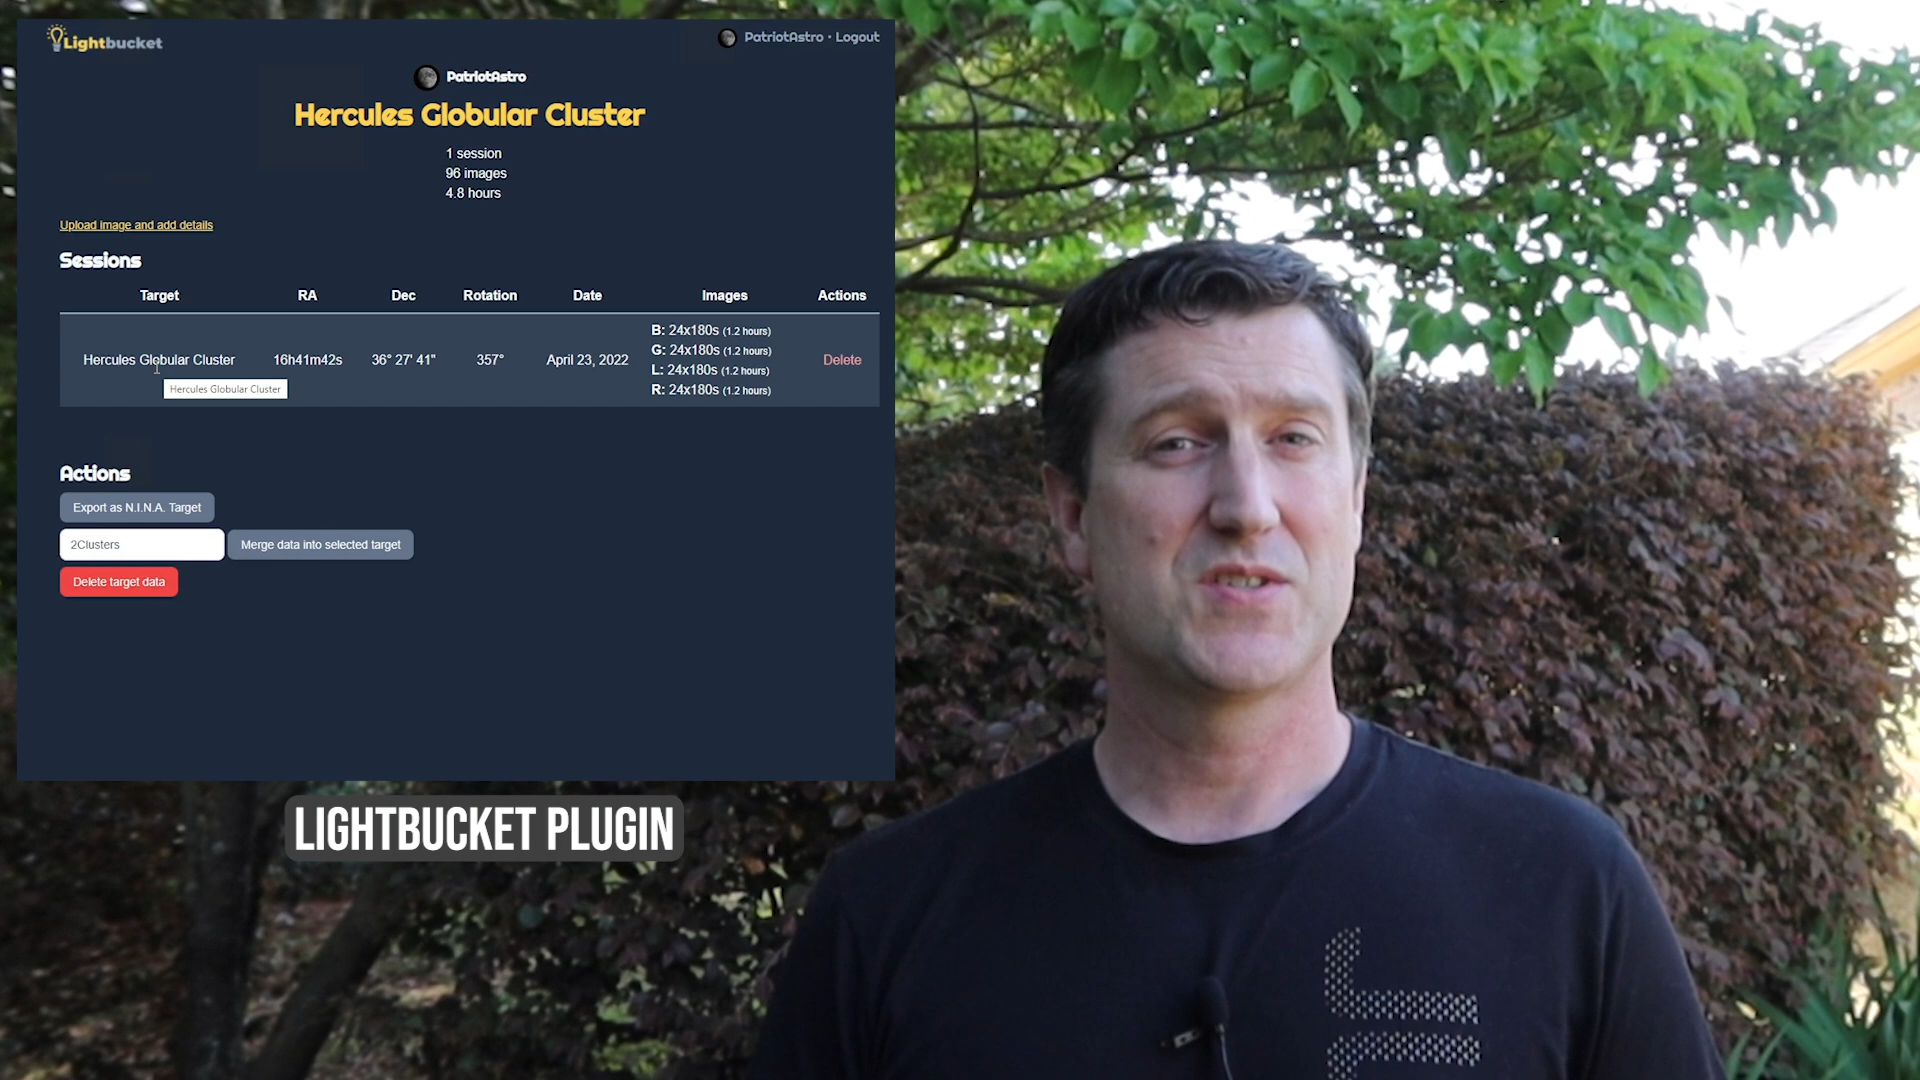 Lightbucket
PatriotAstro • Logout
PatriotAstro
Hercules Globular Cluster
1 session
96 images
4.8 hours
Upload image and add details
Sessions
Target RA Dec Rotation Date Images Actions
Hercules Globular Cluster 16h41m42s 36° 27' 41" 357° April 23, 2022 B: 24x180s (1.2 hours) Delete
G: 24x180s (1.2 hours)
L: 24x180s (1.2 hours)
R: 24x180s (1.2 hours)
Hercules Globular Cluster
Actions
Export as N.I.N.A. Target
2Clusters Merge data into selected target
Delete target data
LIGHTBUCKET PLUGIN